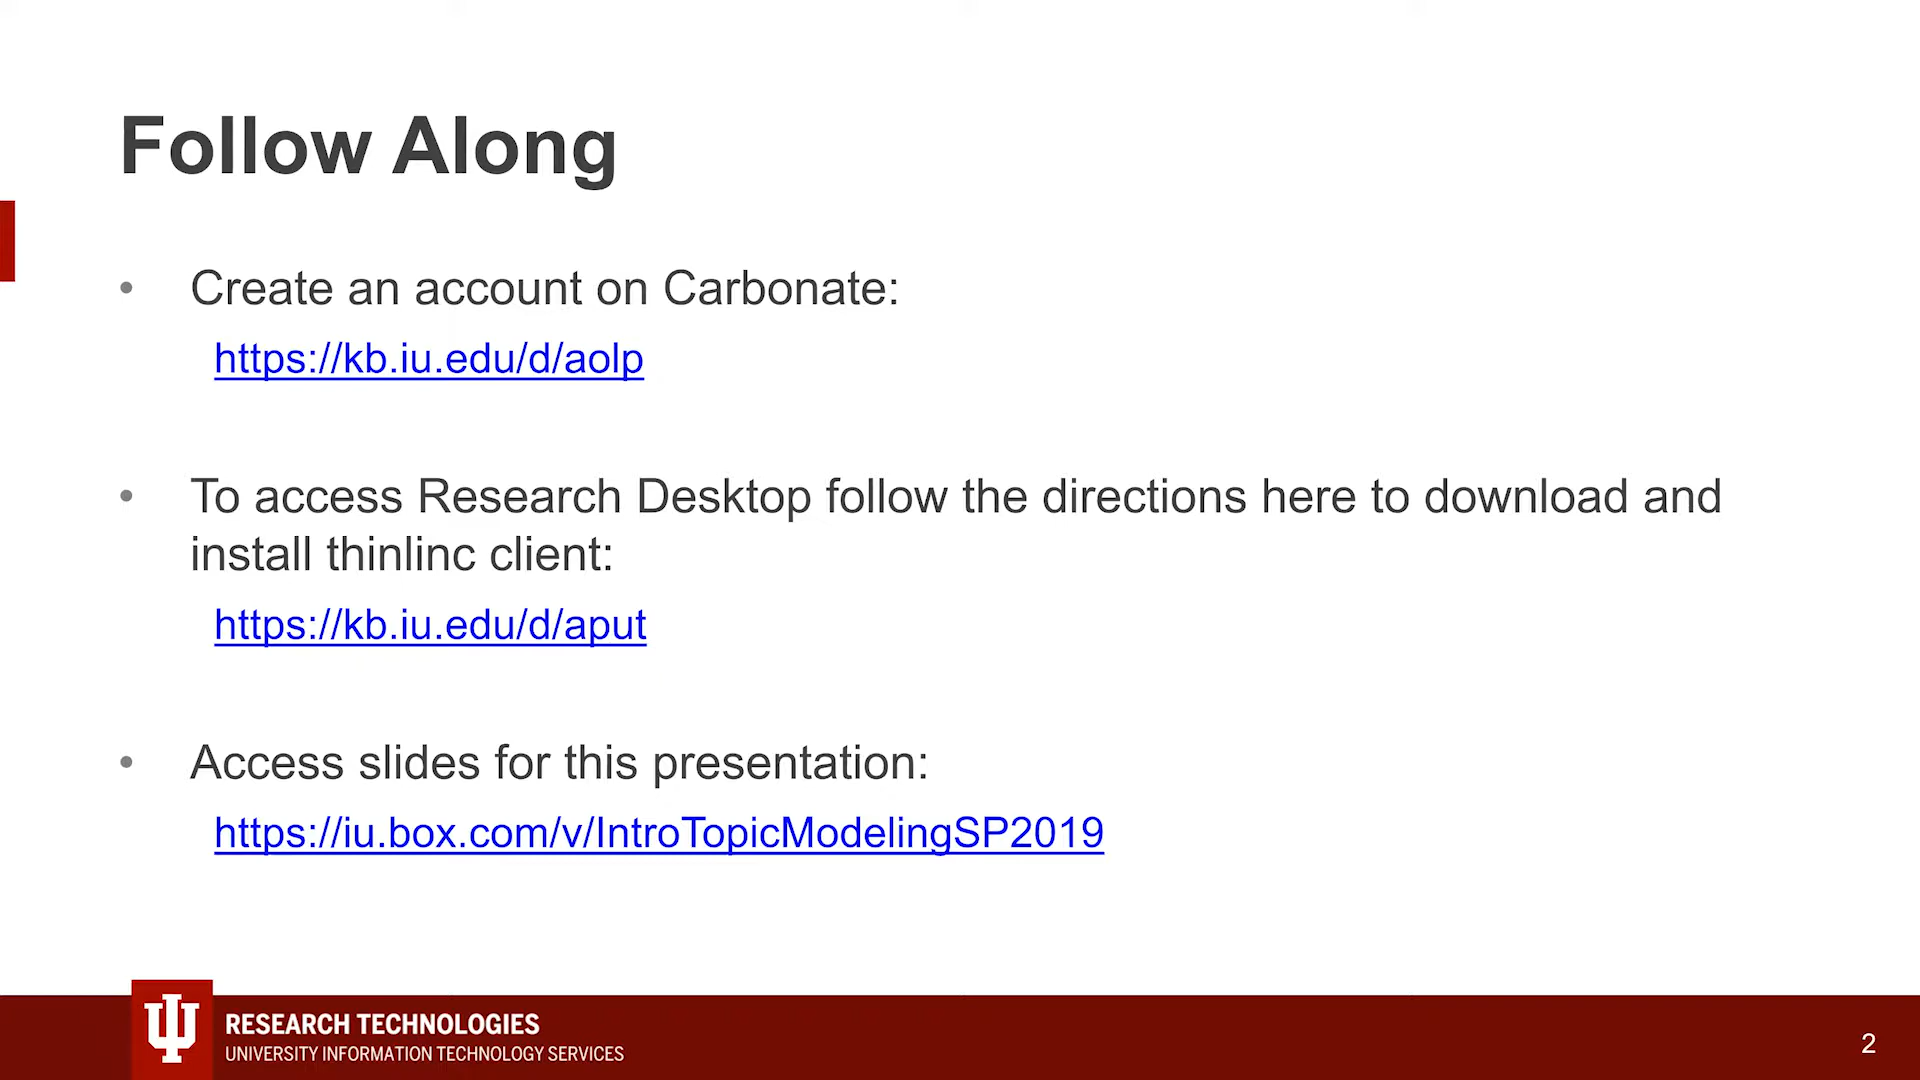 Follow Along
• Create an account on Carbonate:
https://kb.iu.edu/d/aolp
• To access Research Desktop follow the directions here to download and
install thinlinc client:
https://kb.iu.edu/d/aput
• Access slides for this presentation:
https://iu.box.com/v/IntroTopicModelingSP2019
RESEARCH TECHNOLOGIES
UNIVERSITY INFORMATION TECHNOLOGY SERVICES
2